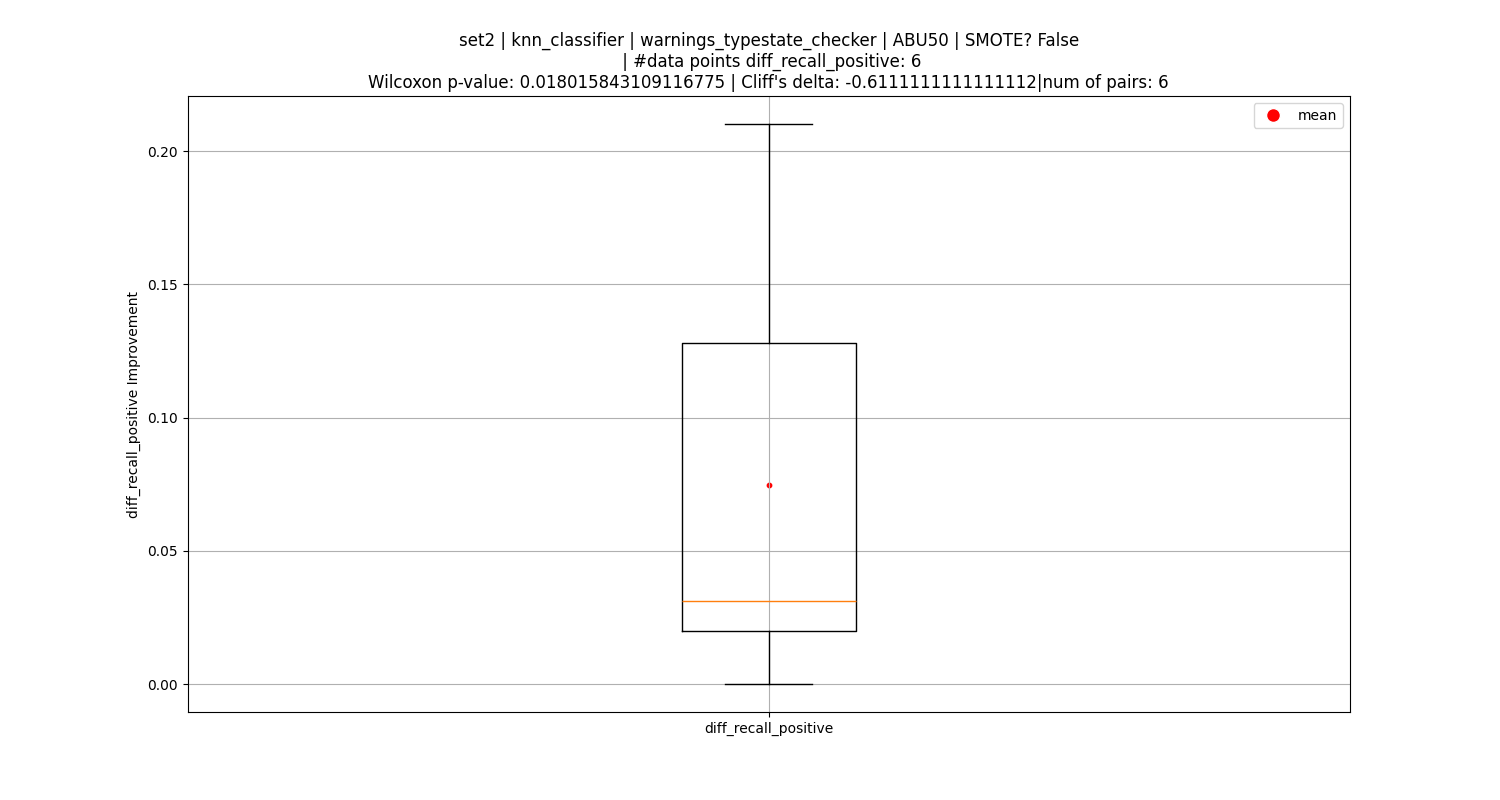 set2 | knn_classifier | warnings_typestate_checker | ABU50 | SMOTE? False
| #data points diff_recall_positive: 6
Wilcoxon p-value: 0.018015843109116775 | Cliff's delta: -0.6111111111111112|num of pairs: 6
mean
0.20
0.15
0.10
0.05
0.00
diff_recall_positive Improvement
diff_recall_positive